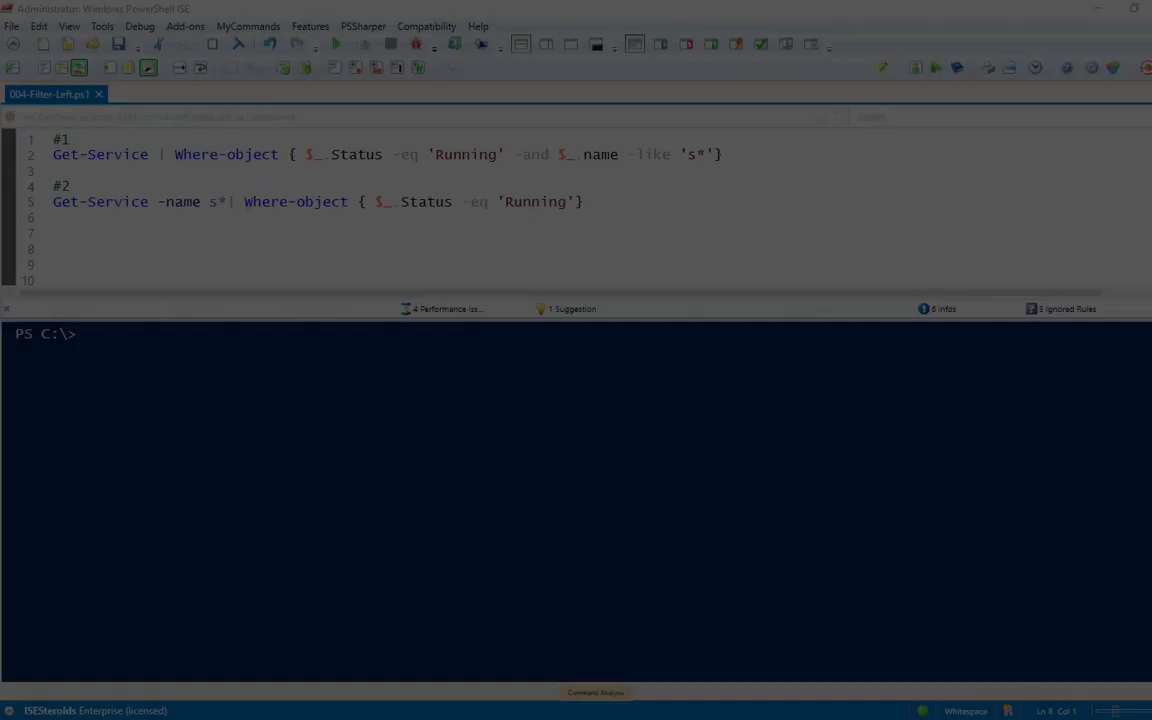 Administrator: Windows PowerShell ISE
File Edit View Tools Debug Add-ons MyCommands Features PSSharper Compatibility Help
004-Filter-Left.ps1
1 #1
2 Get-Service | Where-object { $_.Status -eq 'Running' -and $_.name -like 's*'}
3
4 #2
5 Get-Service -name s*| Where-object { $_.Status -eq 'Running'}
6
7
8
9
10
4 Performance Iss... 1 Suggestion 6 Infos 3 Ignored Rules
PS C:\>
Command Analysis
ISESteroids Enterprise (licensed) Whitespace Ln 8 Col 1